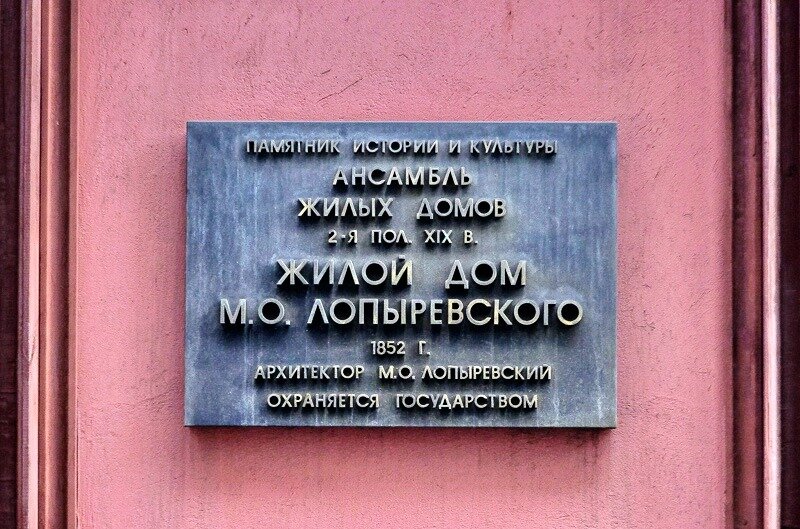 ПАМЯТНИК ИСТОРИИ И КУЛЬТУРЫ
АНСАМБЛЬ
ЖИЛЫХ ДОМОВ
2-Я ПОЛ. XIX В.
ЖИЛОЙ ДОМ
М.О. ЛОПЫРЕВСКОГО
1852 Г.
АРХИТЕКТОР М.О. ЛОПЫРЕВСКИЙ
ОХРАНЯЕТСЯ ГОСУДАРСТВОМ